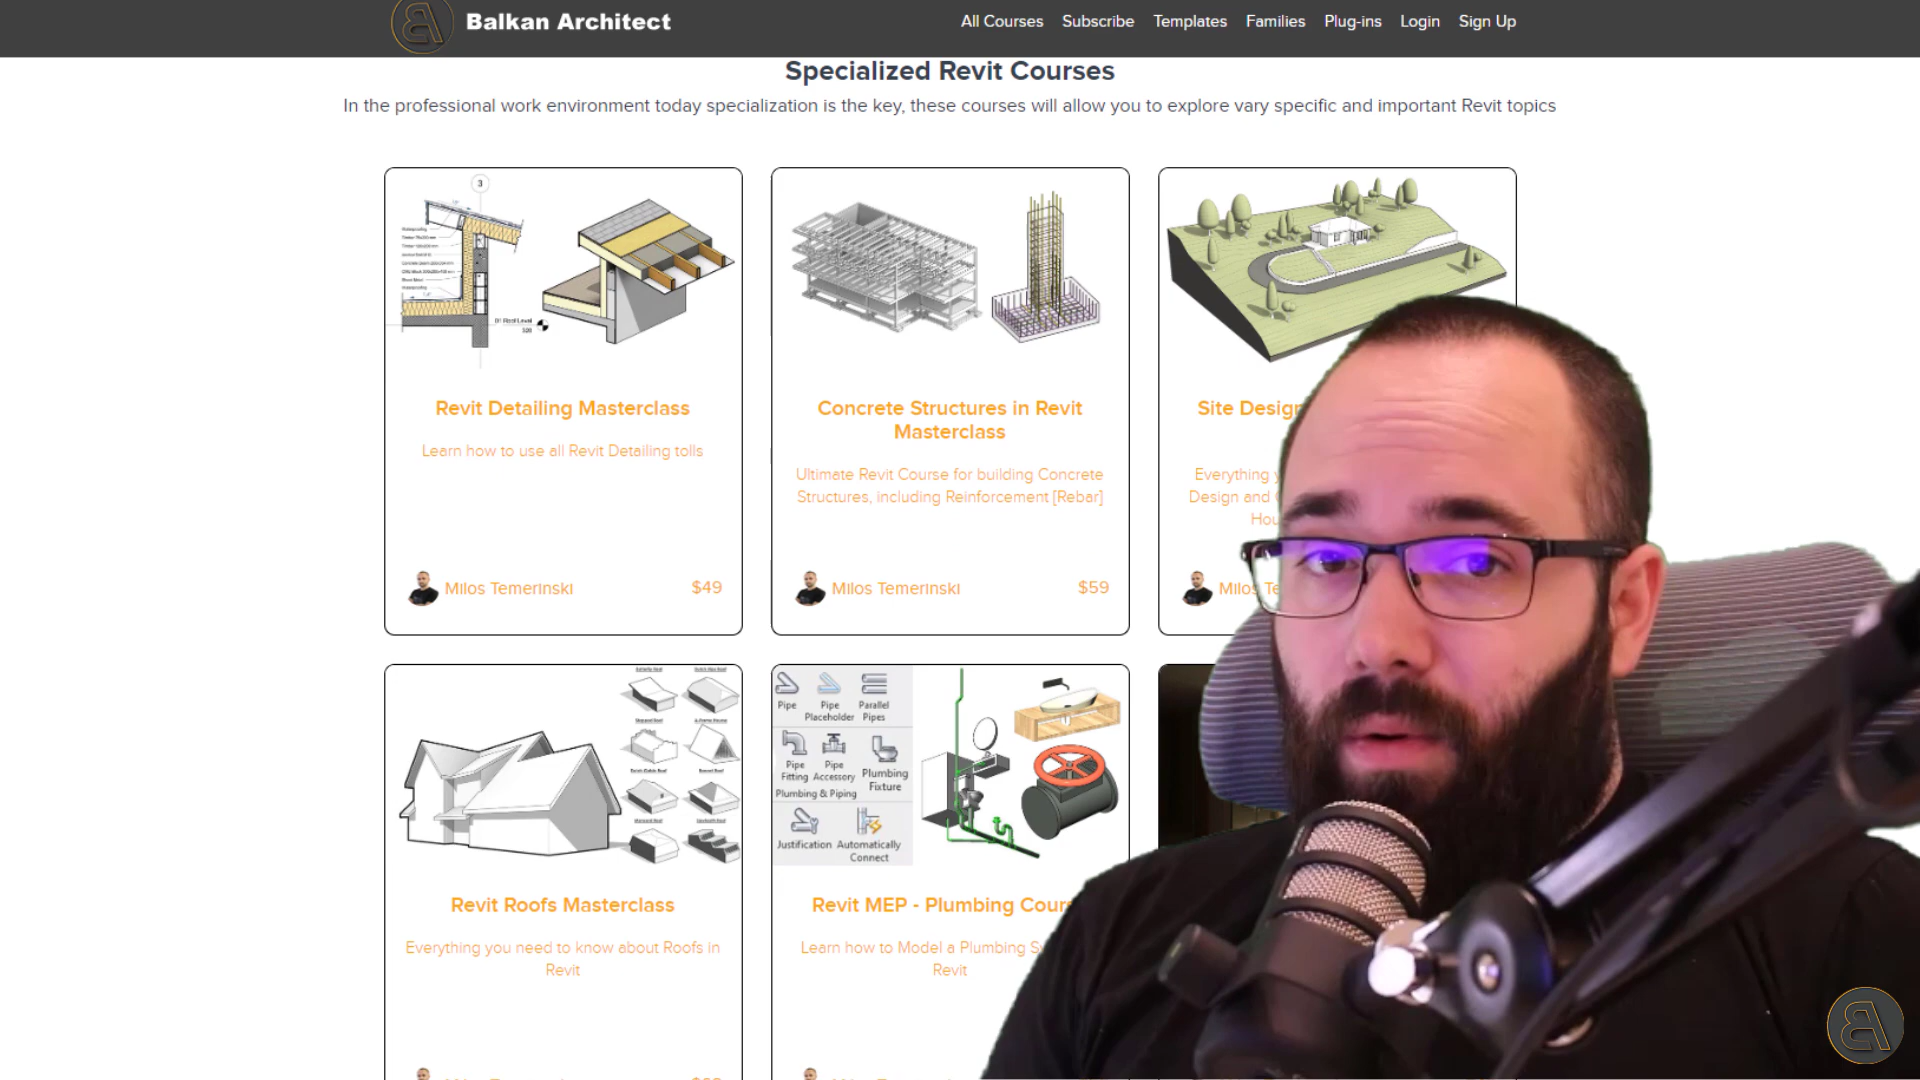 Balkan Architect
All Courses Subscribe Templates Families Plug-ins Login Sign Up
Specialized Revit Courses
In the professional work environment today specialization is the key, these courses will allow you to explore vary specific and important Revit topics
3
01 Roof Level
Revit Detailing Masterclass
Learn how to use all Revit Detailing tolls
Milos Temerinski $49
Concrete Structures in Revit
Masterclass
Ultimate Revit Course for building Concrete
Structures, including Reinforcement [Rebar]
Milos Temerinski $59
Site Design
Everything
Design and
Milos
Revit Roofs Masterclass
Everything you need to know about Roofs in
Revit
Pipe
Pipe
Placeholder
Parallel
Pipes
Pipe
Fitting
Pipe
Accessory
Plumbing
Fixture
Plumbing & Piping
Justification
Automatically
Connect
Revit MEP - Plumbing
Learn how to Model a Plumbing
Revit